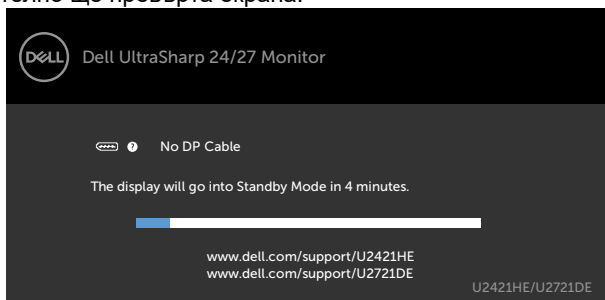 ще превърта екрана.
DELL
Dell UltraSharp 24/27 Monitor
? No DP Cable
The display will go into Standby Mode in 4 minutes.
www.dell.com/support/U2421HE
www.dell.com/support/U2721DE
U2421HE/U2721DE